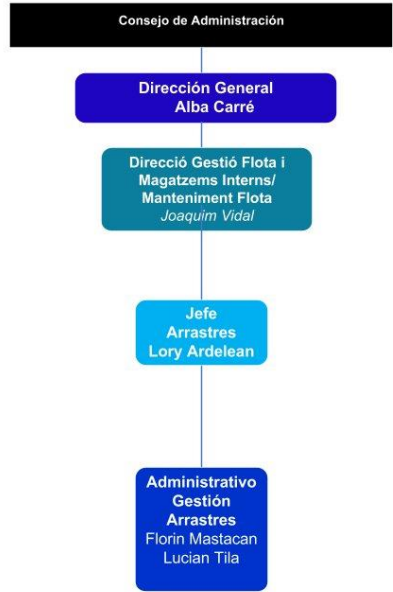 Consejo de Administración
Dirección General
Alba Carré
Direcció Gestió Flota i
Magatzems Interns/
Manteniment Flota
Joaquim Vidal
Jefe
Arrastres
Lory Ardelean
Administrativo
Gestión
Arrastres
Florin Mastacan
Lucian Tila